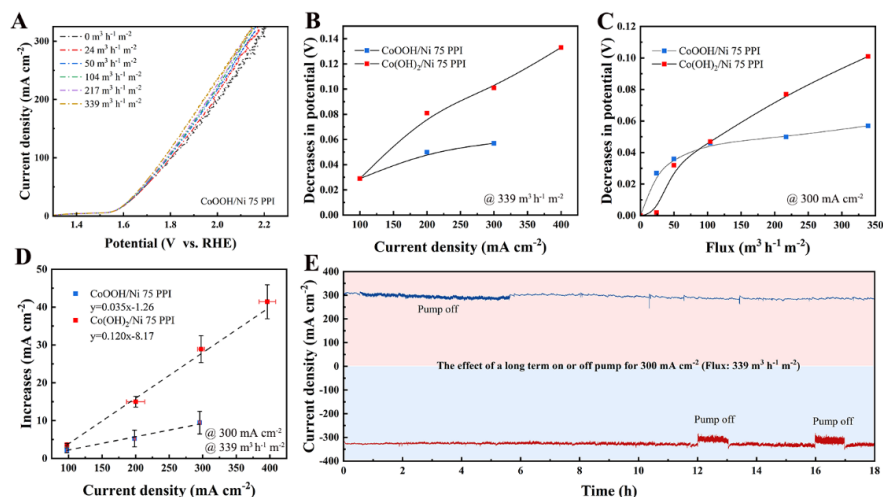 A
0 m³ h⁻¹ m⁻²
24 m³ h⁻¹ m⁻²
50 m³ h⁻¹ m⁻²
104 m³ h⁻¹ m⁻²
217 m³ h⁻¹ m⁻²
339 m³ h⁻¹ m⁻²
CoOOH/Ni 75 PPI
Current density (mA cm⁻²)
300
200
100
0
1.4
1.6
1.8
2.0
2.2
Potential (V vs. RHE)
B
CoOOH/Ni 75 PPI
Co(OH)₂/Ni 75 PPI
@ 339 m³ h⁻¹ m⁻²
Decreases in potential (V)
0.150
0.125
0.100
0.075
0.050
0.025
0.000
100
200
300
400
Current density (mA cm⁻²)
C
CoOOH/Ni 75 PPI
Co(OH)₂/Ni 75 PPI
@ 300 mA cm⁻²
Decreases in potential (V)
0.12
0.10
0.08
0.06
0.04
0.02
0.00
0
50
100
150
200
250
300
350
Flux (m³ h⁻¹ m⁻²)
D
CoOOH/Ni 75 PPI
y=0.035x-1.26
Co(OH)₂/Ni 75 PPI
y=0.120x-8.17
@ 300 mA cm⁻²
@ 339 m³ h⁻¹ m⁻²
Increases (mA cm⁻²)
50
40
30
20
10
0
100
200
300
400
Current density (mA cm⁻²)
E
Pump off
The effect of a long term on or off pump for 300 mA cm⁻² (Flux: 339 m³ h⁻¹ m⁻²)
Pump off
Pump off
Current density (mA cm⁻²)
400
300
200
100
0
-100
-200
-300
-400
0
2
4
6
8
10
12
14
16
18
Time (h)